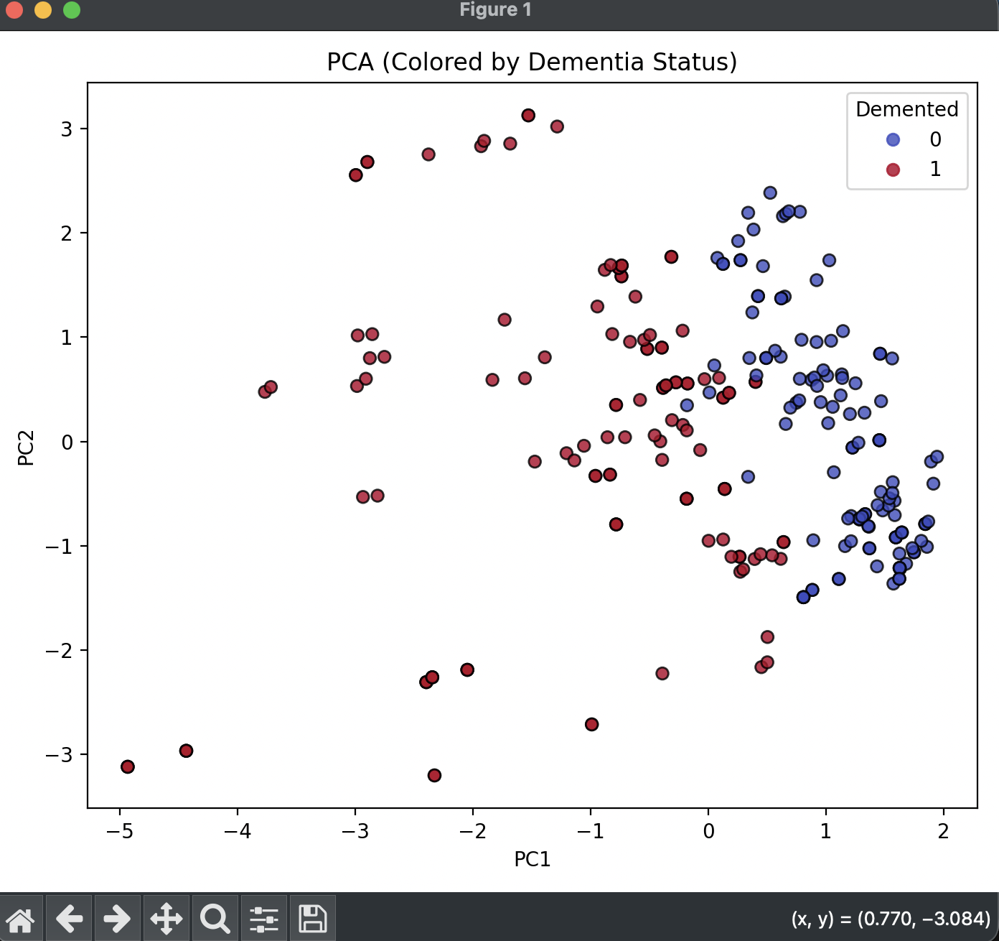 Figure 1
PCA (Colored by Dementia Status)
Demented
0
1
3
2
1
0
−1
−2
−3
PC2
−5 −4 −3 −2 −1 0 1 2
PC1
(x, y) = (0.770, −3.084)